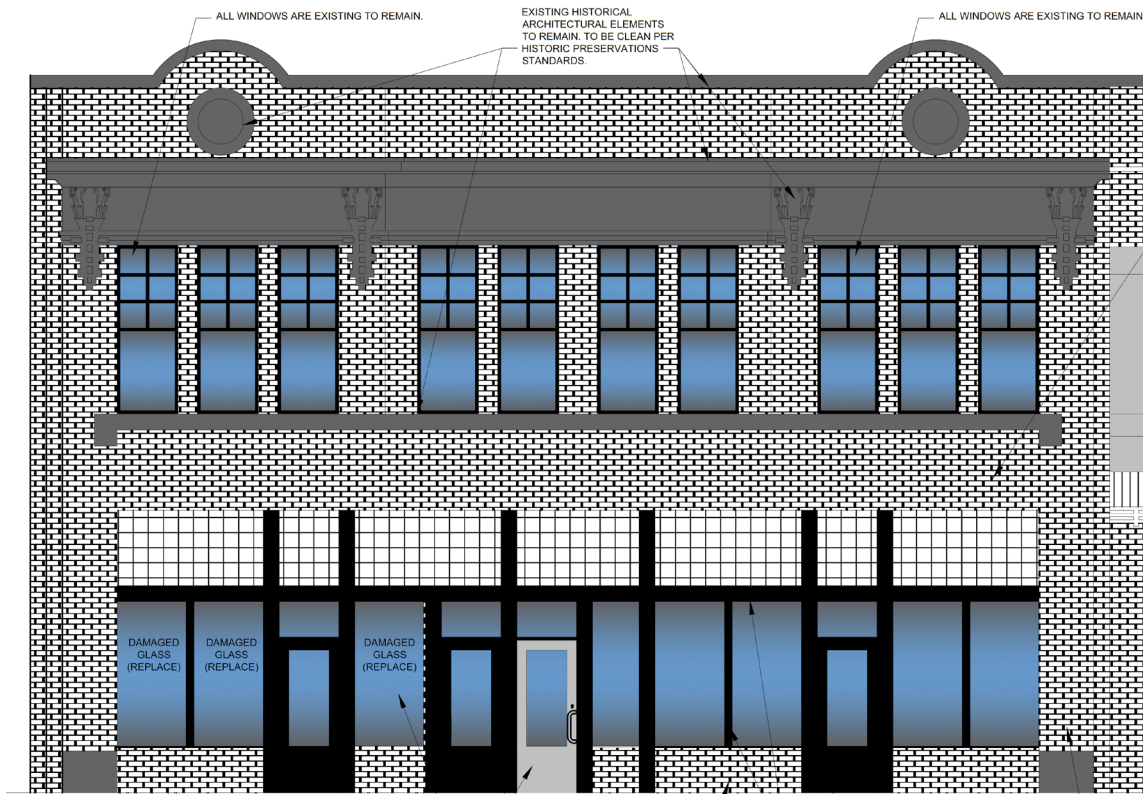 ALL WINDOWS ARE EXISTING TO REMAIN.
EXISTING HISTORICAL
ARCHITECTURAL ELEMENTS
TO REMAIN. TO BE CLEAN PER
HISTORIC PRESERVATIONS
STANDARDS.
ALL WINDOWS ARE EXISTING TO REMAIN
DAMAGED
GLASS
(REPLACE)
DAMAGED
GLASS
(REPLACE)
DAMAGED
GLASS
(REPLACE)